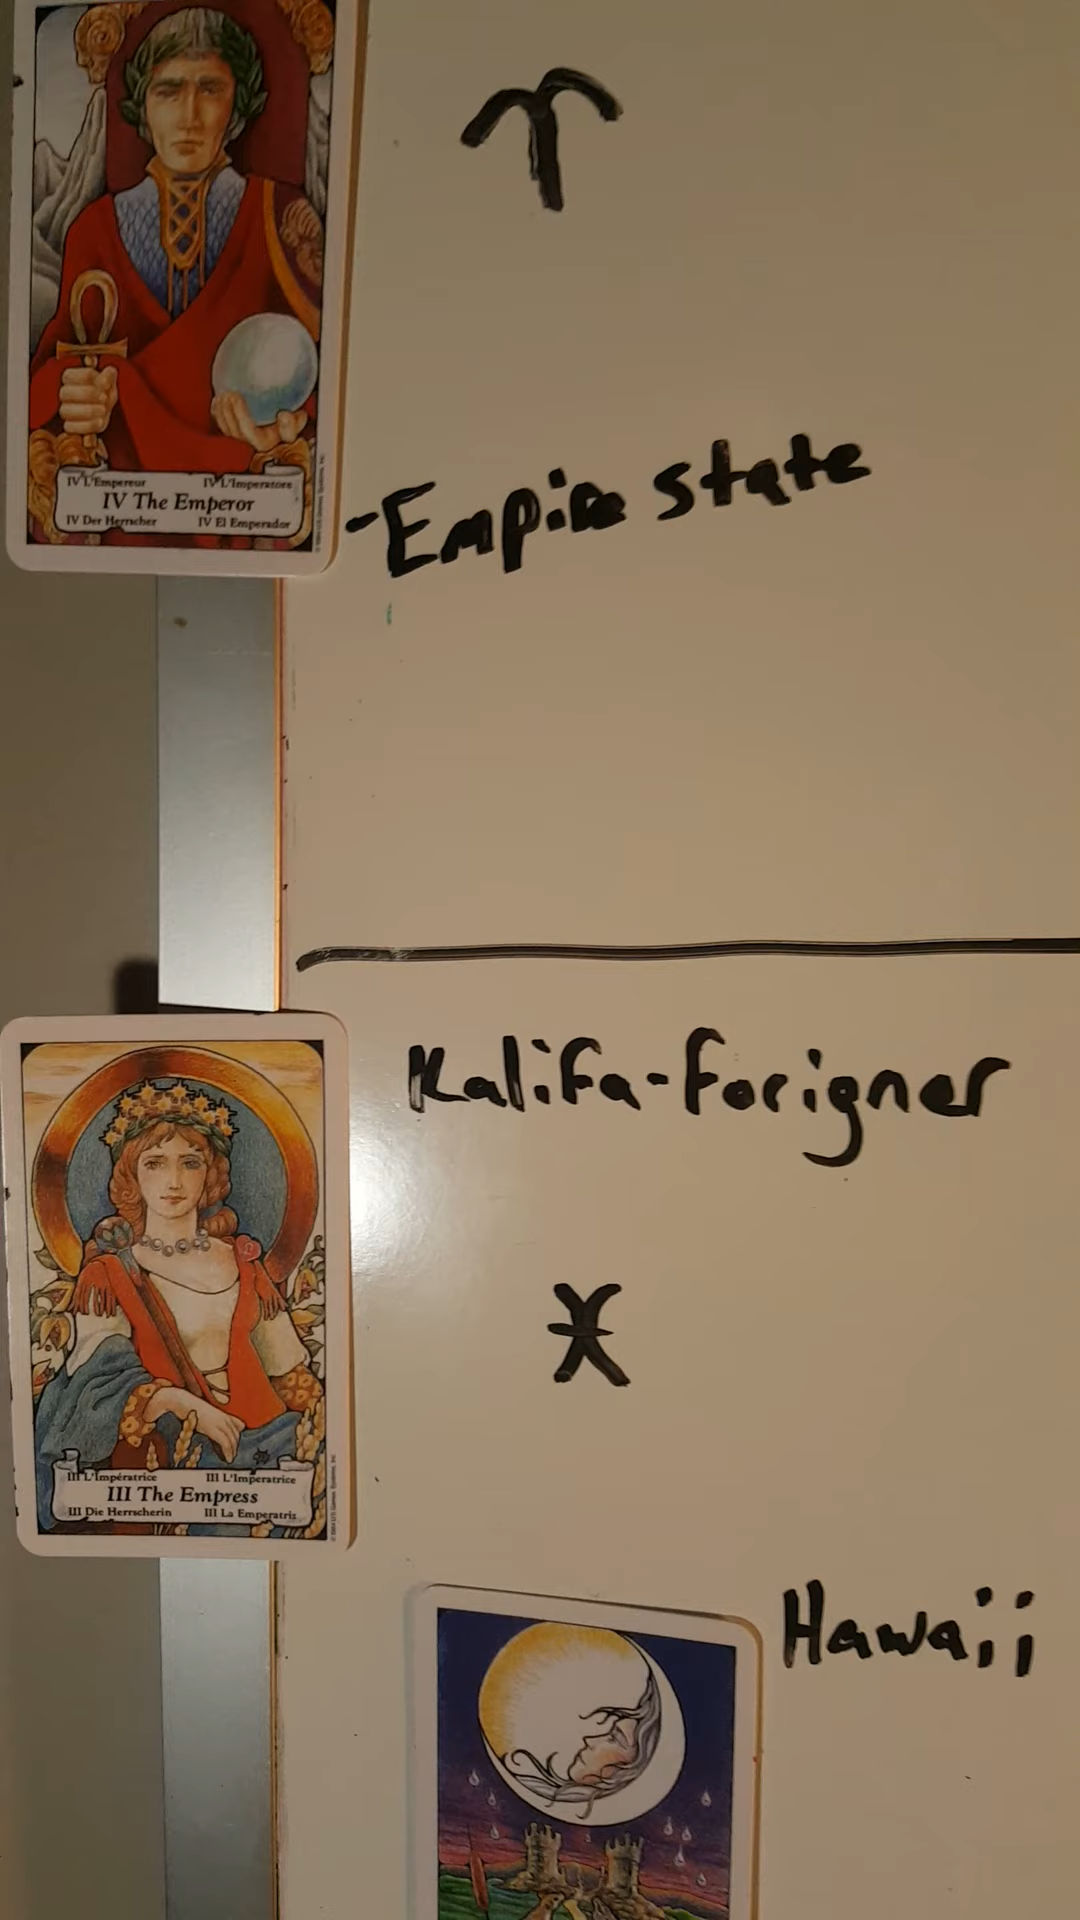 IV L'Empereur IV L'Imperatore
IV The Emperor
IV Der Herrscher IV El Emperador
-Empire state
Kalifa-Forigner
III L'Impératrice III L'Imperatrice
III The Empress
III Die Herrscherin III La Emperatris
Hawaii